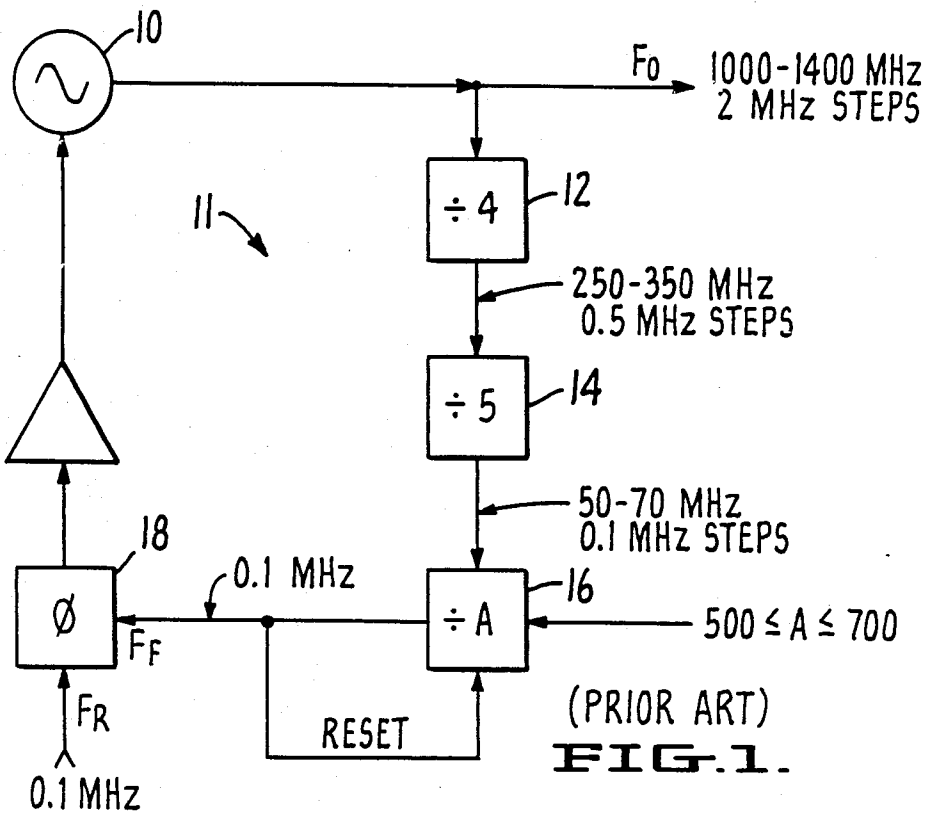 10
F0
1000-1400 MHz
2 MHz STEPS
÷ 4
12
11
250-350 MHz
0.5 MHz STEPS
÷ 5
14
50-70 MHz
0.1 MHz STEPS
18
0.1 MHz
16
Ø
FF
÷ A
500 ≤ A ≤ 700
FR
RESET
(PRIOR ART)
0.1 MHz
FIG.1.